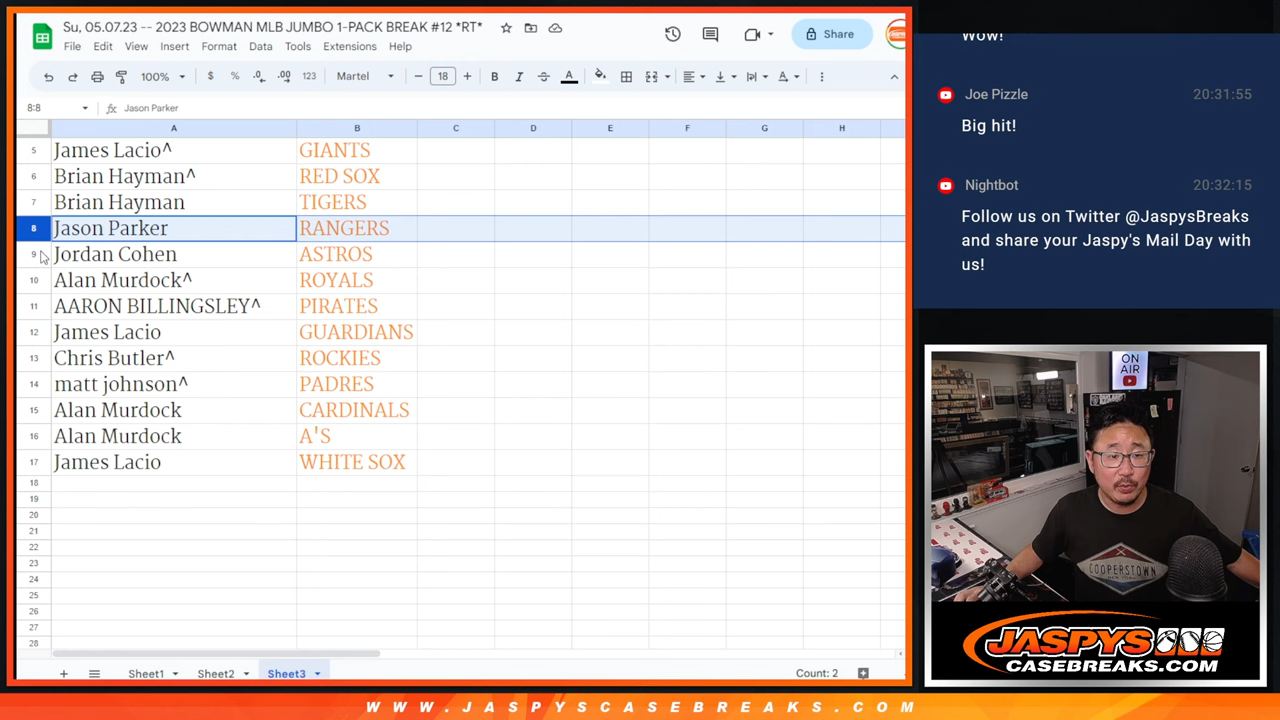 Su, 05.07.23 -- 2023 BOWMAN MLB JUMBO 1-PACK BREAK #12 *RT*
File Edit View Insert Format Data Tools Extensions Help
Share
100% $ % .0 .00 123 Martel 18 B I A
8:8 fx Jason Parker
A B C D E F G H
5 James Lacio^ GIANTS
6 Brian Hayman^ RED SOX
7 Brian Hayman TIGERS
8 Jason Parker RANGERS
9 Jordan Cohen ASTROS
10 Alan Murdock^ ROYALS
11 AARON BILLINGSLEY^ PIRATES
12 James Lacio GUARDIANS
13 Chris Butler^ ROCKIES
14 matt johnson^ PADRES
15 Alan Murdock CARDINALS
16 Alan Murdock A'S
17 James Lacio WHITE SOX
18
19
20
21
22
23
24
25
26
27
28
Sheet1 Sheet2 Sheet3 Count: 2
Wow!
Joe Pizzle 20:31:55
Big hit!
Nightbot 20:32:15
Follow us on Twitter @JaspysBreaks
and share your Jaspy's Mail Day with
us!
ON
AIR
COOPERSTOWN
JASPYS
CASEBREAKS.COM
WWW.JASPYSCASEBREAKS.COM